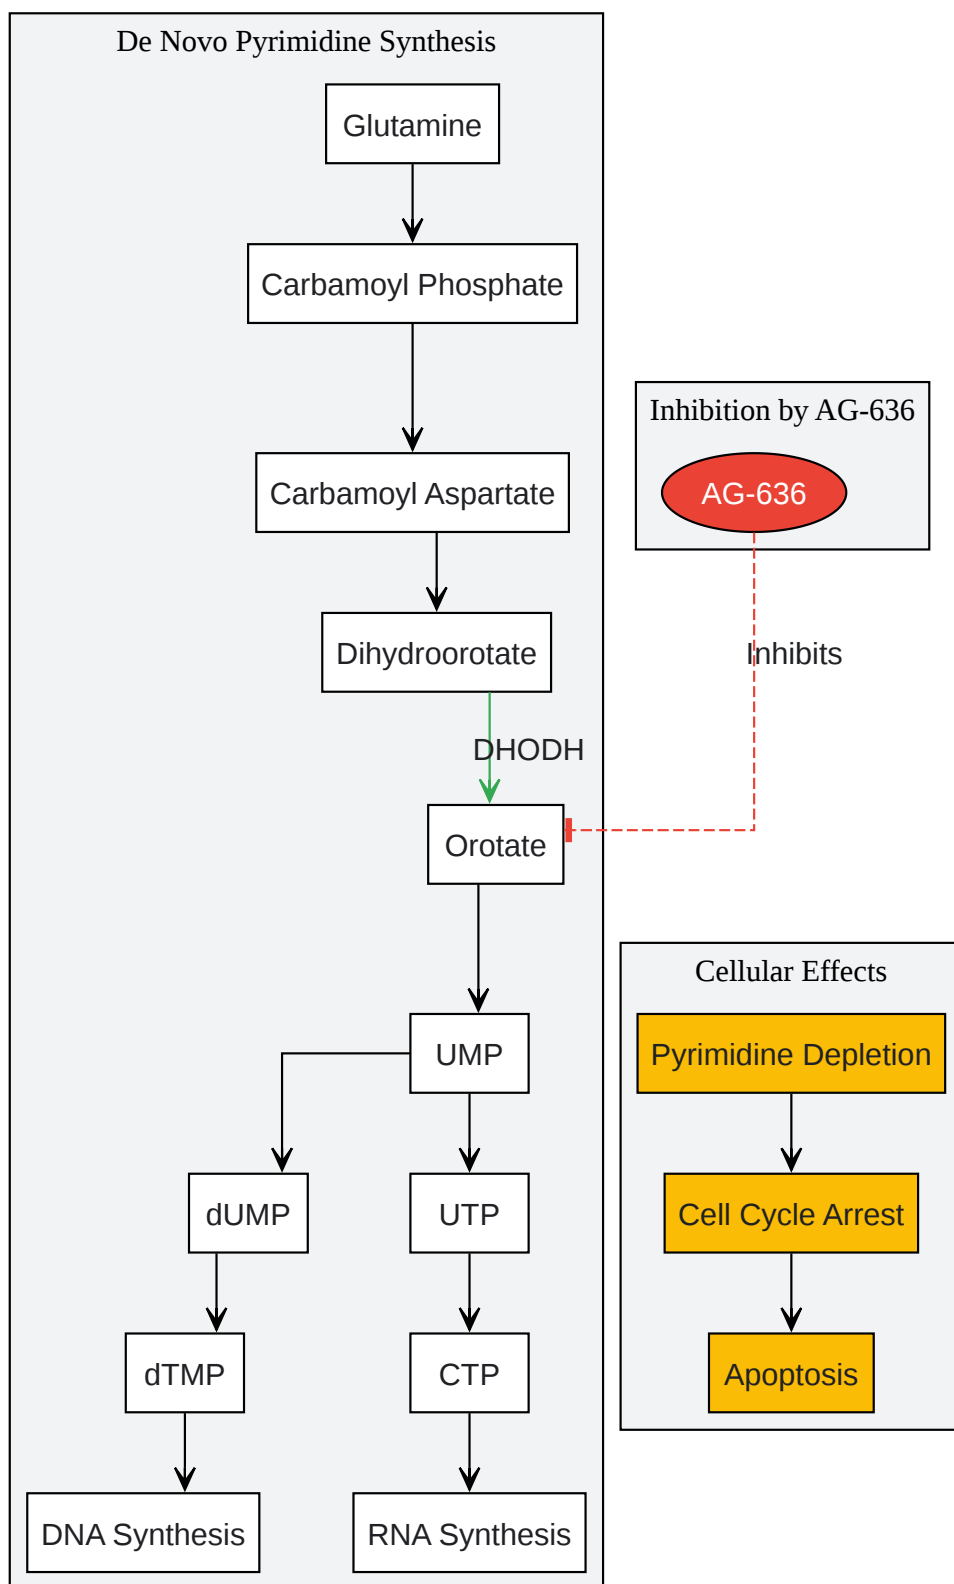 De Novo Pyrimidine Synthesis
Glutamine
Carbamoyl Phosphate
Carbamoyl Aspartate
Dihydroorotate
DHODH
Orotate
UMP
dUMP
UTP
dTMP
CTP
DNA Synthesis
RNA Synthesis
Inhibition by AG-636
AG-636
Inhibits
Cellular Effects
Pyrimidine Depletion
Cell Cycle Arrest
Apoptosis